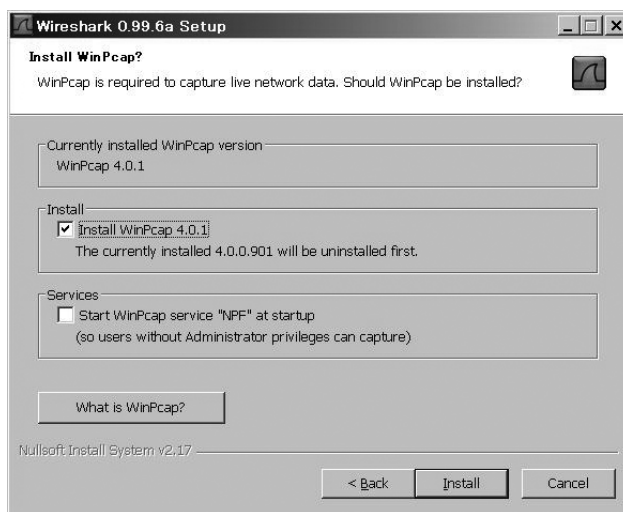 Wireshark 0.99.6a Setup
Install WinPcap?
WinPcap is required to capture live network data. Should WinPcap be installed?
Currently installed WinPcap version
WinPcap 4.0.1
Install
Install WinPcap 4.0.1
The currently installed 4.0.0.901 will be uninstalled first.
Services
Start WinPcap service "NPF" at startup
(so users without Administrator privileges can capture)
What is WinPcap?
Nullsoft Install System v2.17
< Back
Install
Cancel